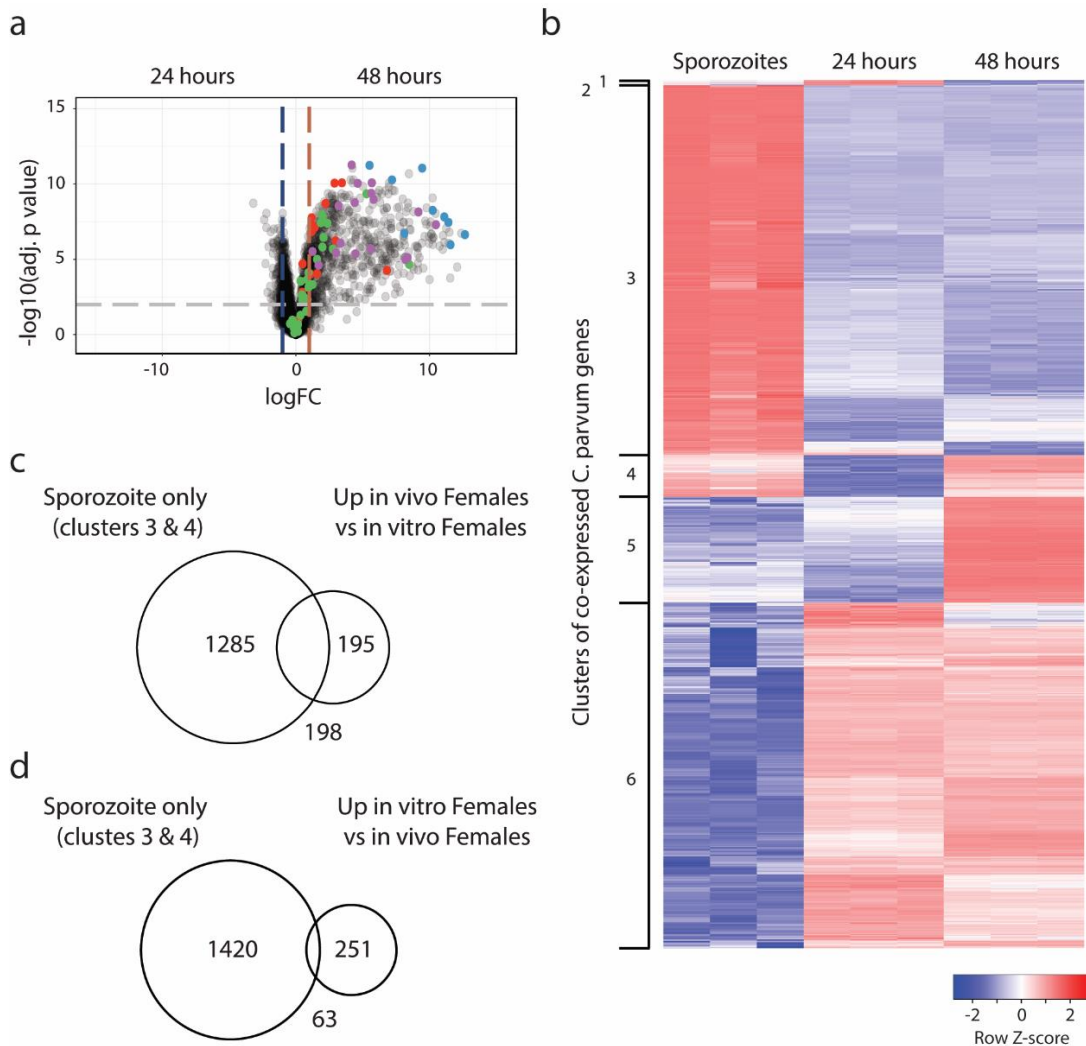 a
24 hours 48 hours
15
10
5
0
-log10(adj. p value)
-10 0 10
logFC
b
Sporozoites 24 hours 48 hours
1
2
3
4
5
6
Clusters of co-expressed C. parvum genes
-2 0 2
Row Z-score
c
Sporozoite only
(clusters 3 & 4)
Up in vivo Females
vs in vitro Females
1285
195
198
d
Sporozoite only
(clustes 3 & 4)
Up in vitro Females
vs in vivo Females
1420
251
63